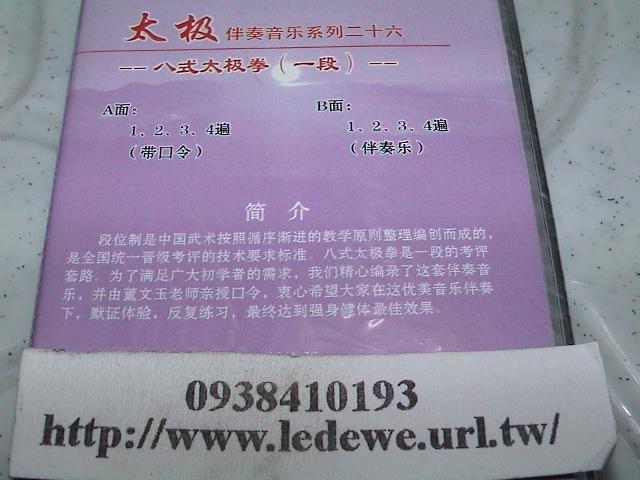 太极 伴奏音乐系列二十六
--八式太极拳(一段)--
A面:
1、2、3、4遍
(带口令)
B面:
1、2、3、4遍
(伴奏乐)
简 介
段位制是中国武术按照循序渐进的教学原则整理编创而成的,
是全国统一晋级考评的技术要求标准。八式太极拳是一段的考评
套路。为了满足广大初学者的需求,我们精心编录了这套伴奏音
乐,并由董文玉老师亲授口令,衷心希望大家在这优美音乐伴奏
下,默证体验,反复练习,最终达到强身健体最佳效果。
0938410193
http://www.ledewe.url.tw/